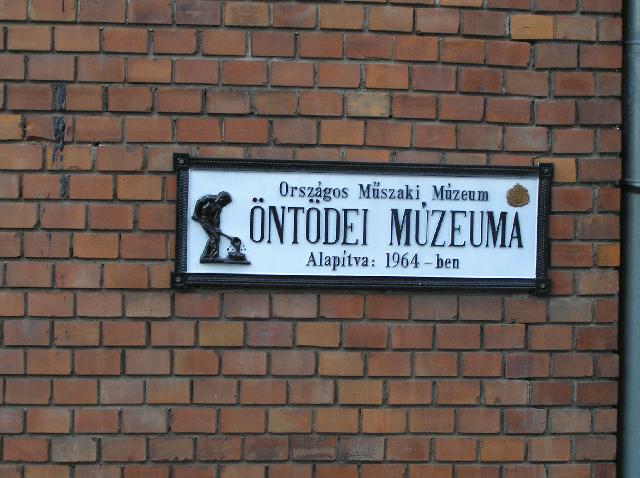 Országos Műszaki Múzeum
ÖNTÖDEI MÚZEUMA
Alapítva: 1964-ben